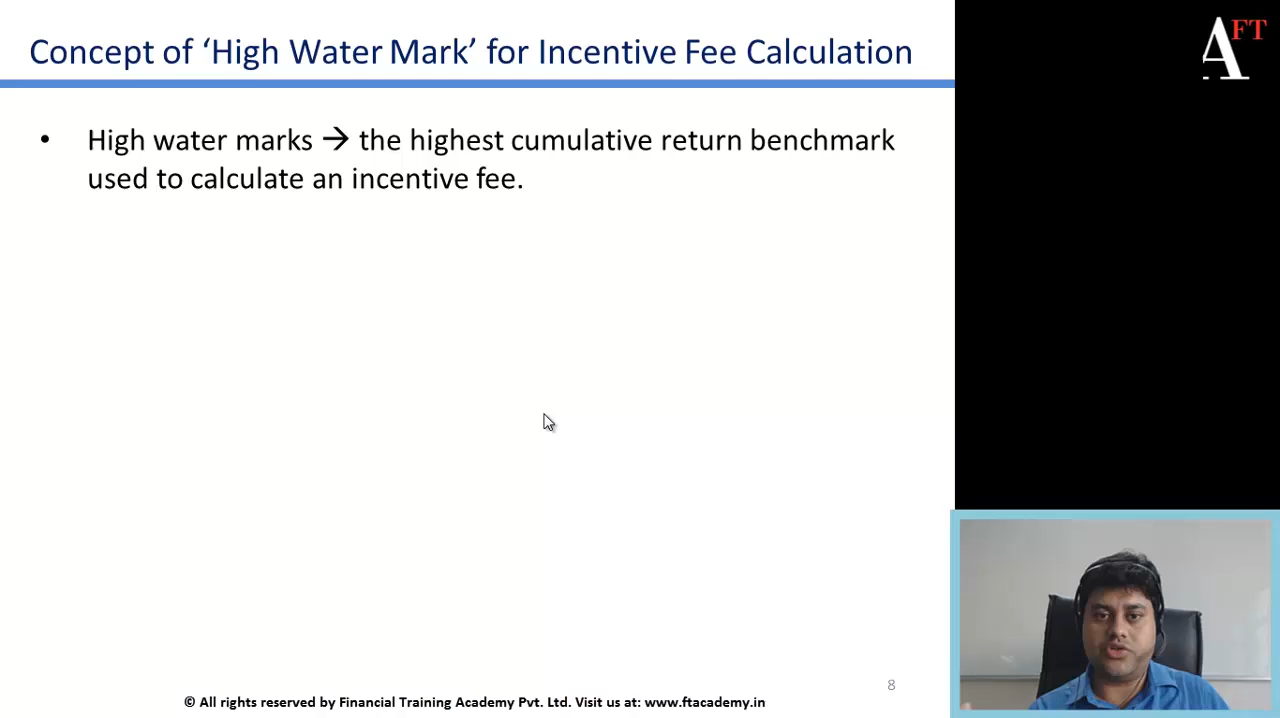 Concept of ‘High Water Mark’ for Incentive Fee Calculation
AFT
• High water marks → the highest cumulative return benchmark
used to calculate an incentive fee.
8
© All rights reserved by Financial Training Academy Pvt. Ltd. Visit us at: www.ftacademy.in